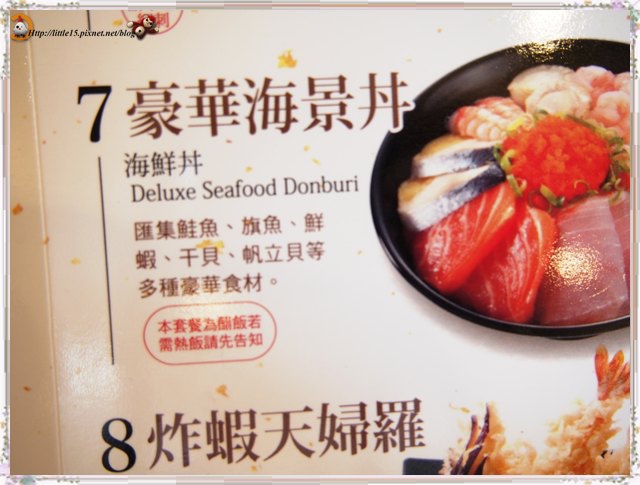 Http://little15.pixnet.net/blog
7 豪華海景丼
海鮮丼
Deluxe Seafood Donburi
匯集鮭魚、旗魚、鮮
蝦、干貝、帆立貝等
多種豪華食材。
本套餐為醋飯若
需熱飯請先告知
8 炸蝦天婦羅